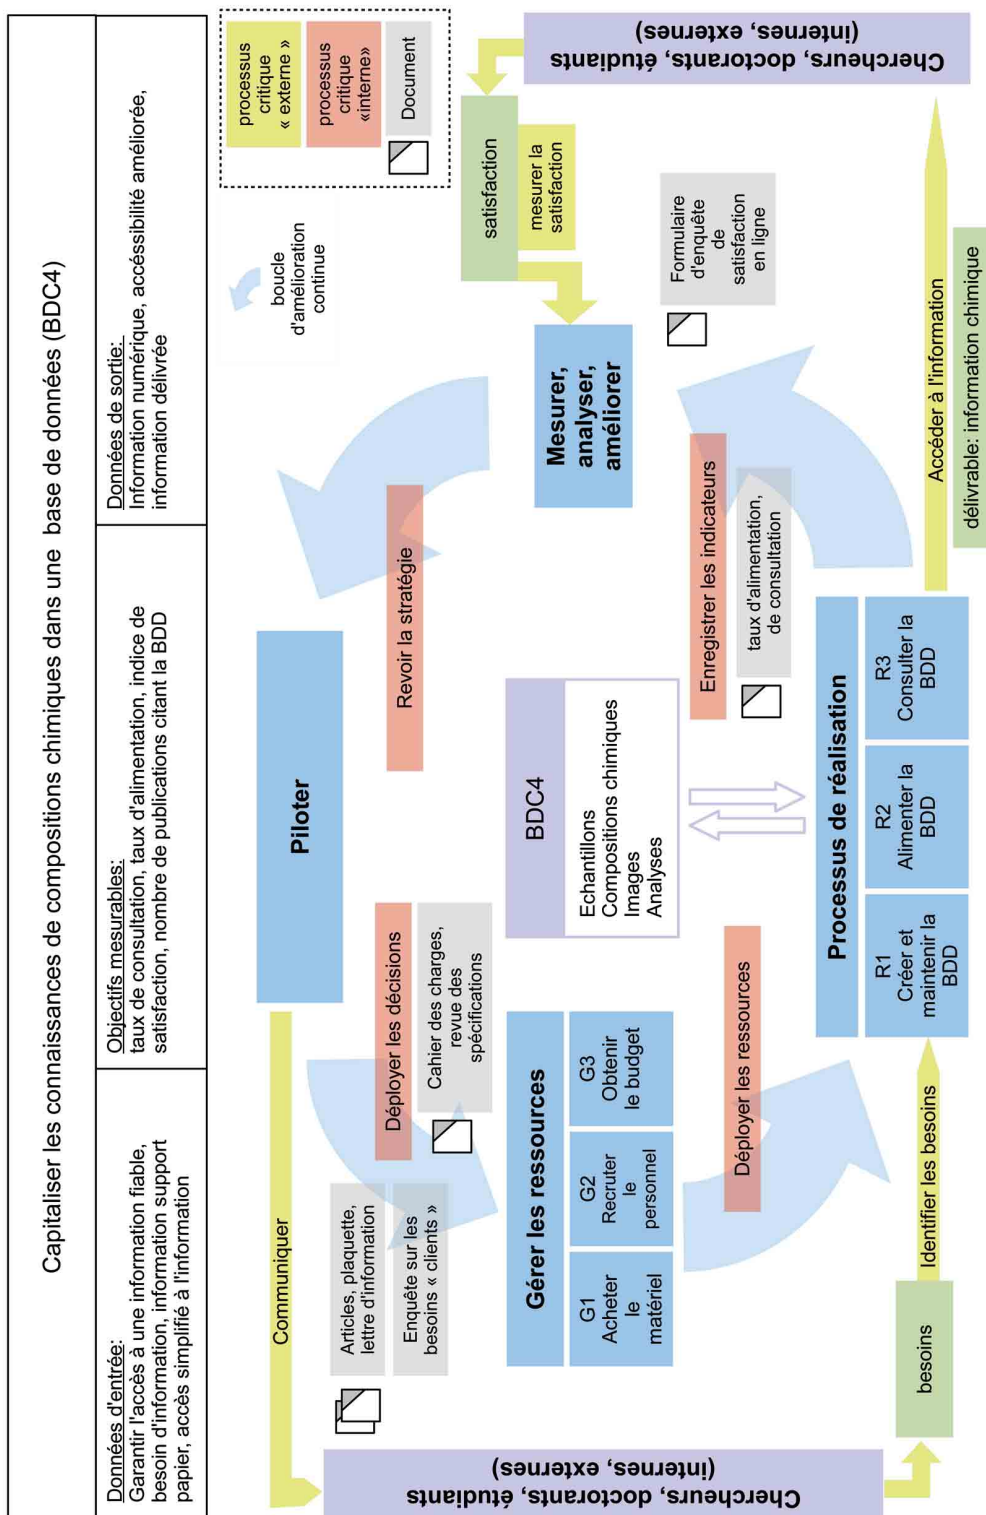 Capitaliser les connaissances de compositions chimiques dans une base de données (BDC4)
Données d'entrée:
Garantir l'accès à une information fiable,
besoin d'information, information support
papier, accès simplifié à l'information
Objectifs mesurables:
taux de consultation, taux d'alimentation, indice de
satisfaction, nombre de publications citant la BDD
Données de sortie:
Information numérique, accéssibilité améliorée,
information délivrée
processus
critique
« externe »
processus
critique
«interne»
Document
boucle
d'amélioration
continue
Communiquer
Piloter
Articles, plaquette,
lettre d'information
Enquête sur les
besoins « clients »
Déployer les décisions
Cahier des charges,
revue des
spécifications
Revoir la stratégie
Chercheurs, doctorants, étudiants
(internes, externes)
Gérer les ressources
G1
Acheter
le
matériel
G2
Recruter
le
personnel
G3
Obtenir
le budget
BDC4
Echantillons
Compositions chimiques
Images
Analyses
Mesurer,
analyser,
améliorer
satisfaction
mesurer la
satisfaction
Chercheurs, doctorants, étudiants
(internes, externes)
Formulaire
d'enquête
de
satisfaction
en ligne
Enregistrer les indicateurs
taux d'alimentation,
de consultation
Déployer les ressources
Processus de réalisation
R1
Créer et
maintenir la
BDD
R2
Alimenter la
BDD
R3
Consulter la
BDD
besoins
Identifier les besoins
Accéder à l'information
délivrable: information chimique